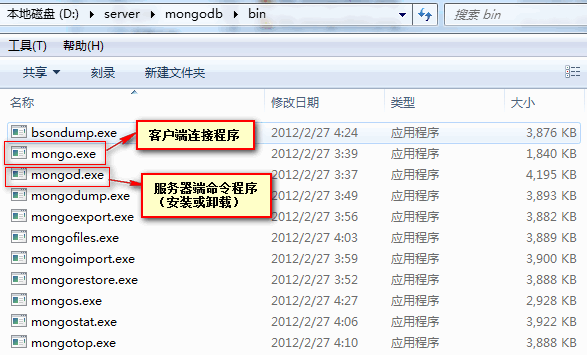 本地磁盘 (D:) ▸ server ▸ mongodb ▸ bin
搜索 bin
工具(T) 帮助(H)
共享 刻录 新建文件夹
名称 修改日期 类型 大小
bsondump.exe 2012/2/27 4:24 应用程序 3,876 KB
客户端连接程序
mongo.exe 2012/2/27 3:39 应用程序 1,840 KB
mongod.exe 2012/2/27 3:37 应用程序 4,195 KB
服务器端命令程序
（安装或卸载）
mongodump.exe 2012/2/27 3:49 应用程序 3,893 KB
mongoexport.exe 2012/2/27 3:56 应用程序 3,882 KB
mongofiles.exe 2012/2/27 4:03 应用程序 3,889 KB
mongoimport.exe 2012/2/27 3:59 应用程序 3,900 KB
mongorestore.exe 2012/2/27 3:52 应用程序 3,888 KB
mongos.exe 2012/2/27 4:27 应用程序 2,928 KB
mongostat.exe 2012/2/27 4:06 应用程序 3,922 KB
mongotop.exe 2012/2/27 4:10 应用程序 3,888 KB